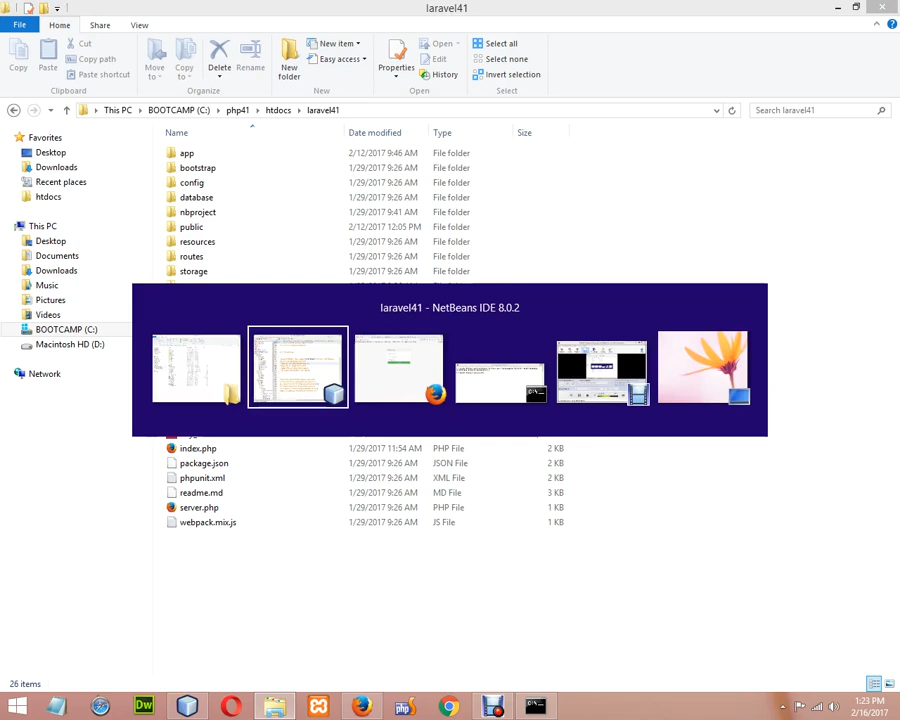 laravel41
File
Home
Share
View
Copy
Paste
Cut
Copy path
Paste shortcut
Move to
Copy to
Delete
Rename
New folder
New item
Easy access
Properties
Open
Edit
History
Select all
Select none
Invert selection
Clipboard
Organize
New
Open
Select
This PC
BOOTCAMP (C:)
php41
htdocs
laravel41
Search laravel41
Favorites
Desktop
Downloads
Recent places
htdocs
This PC
Desktop
Documents
Downloads
Music
Pictures
Videos
BOOTCAMP (C:)
Macintosh HD (D:)
Network
Name Date modified Type Size
app 2/12/2017 9:46 AM File folder
bootstrap 1/29/2017 9:26 AM File folder
config 1/29/2017 9:26 AM File folder
database 1/29/2017 9:26 AM File folder
nbproject 1/29/2017 9:41 AM File folder
public 2/12/2017 12:05 PM File folder
resources 1/29/2017 9:26 AM File folder
routes 1/29/2017 9:26 AM File folder
storage 1/29/2017 9:26 AM File folder
laravel41 - NetBeans IDE 8.0.2
index.php 1/29/2017 11:54 AM PHP File 2 KB
package.json 1/29/2017 9:26 AM JSON File 2 KB
phpunit.xml 1/29/2017 9:26 AM XML File 2 KB
readme.md 1/29/2017 9:26 AM MD File 3 KB
server.php 1/29/2017 9:26 AM PHP File 1 KB
webpack.mix.js 1/29/2017 9:26 AM JS File 1 KB
26 items
Dw
php
1:23 PM
2/16/2017